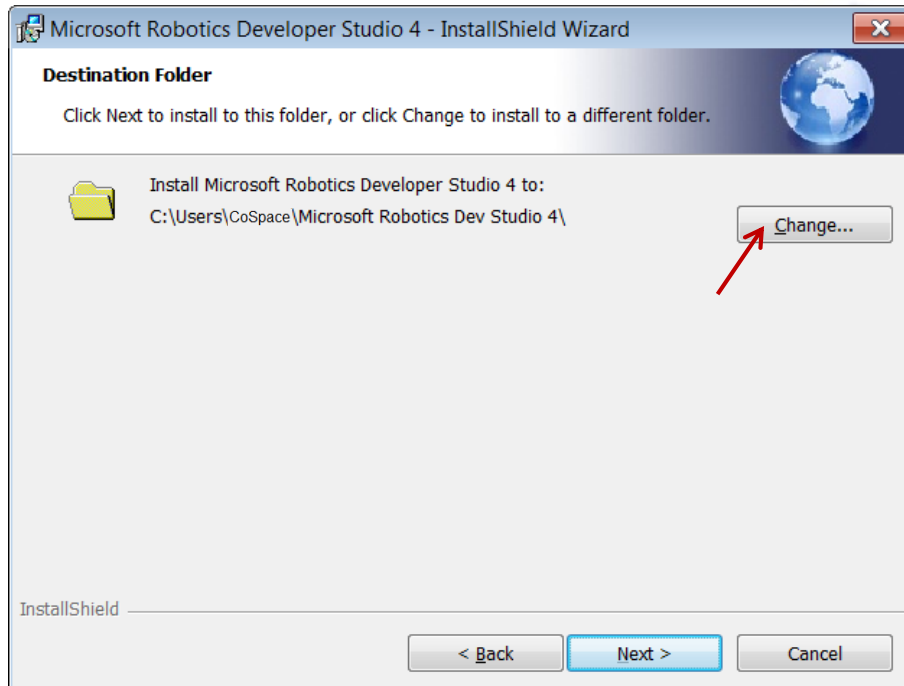 Microsoft Robotics Developer Studio 4 - InstallShield Wizard
Destination Folder
Click Next to install to this folder, or click Change to install to a different folder.
Install Microsoft Robotics Developer Studio 4 to:
C:\Users\CoSpace\Microsoft Robotics Dev Studio 4\
Change...
InstallShield
< Back Next > Cancel